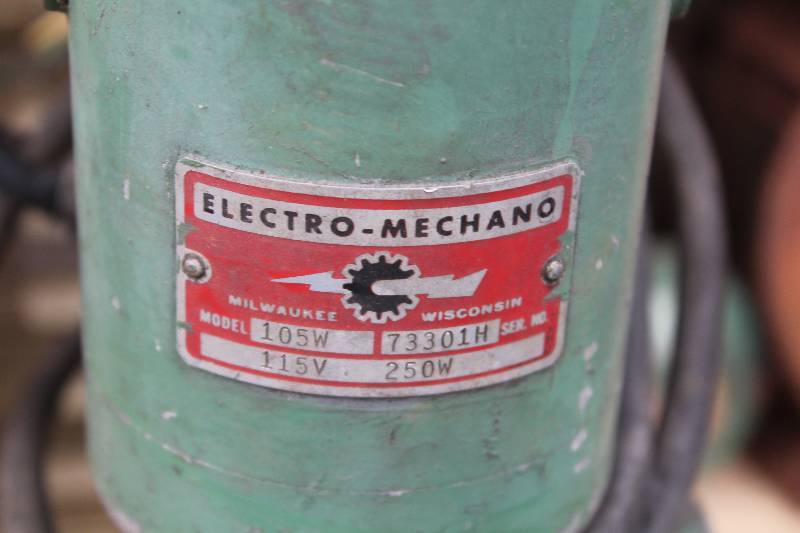 ELECTRO-MECHANO
MILWAUKEE WISCONSIN
MODEL 105W 73301H SER. NO.
115V 250W